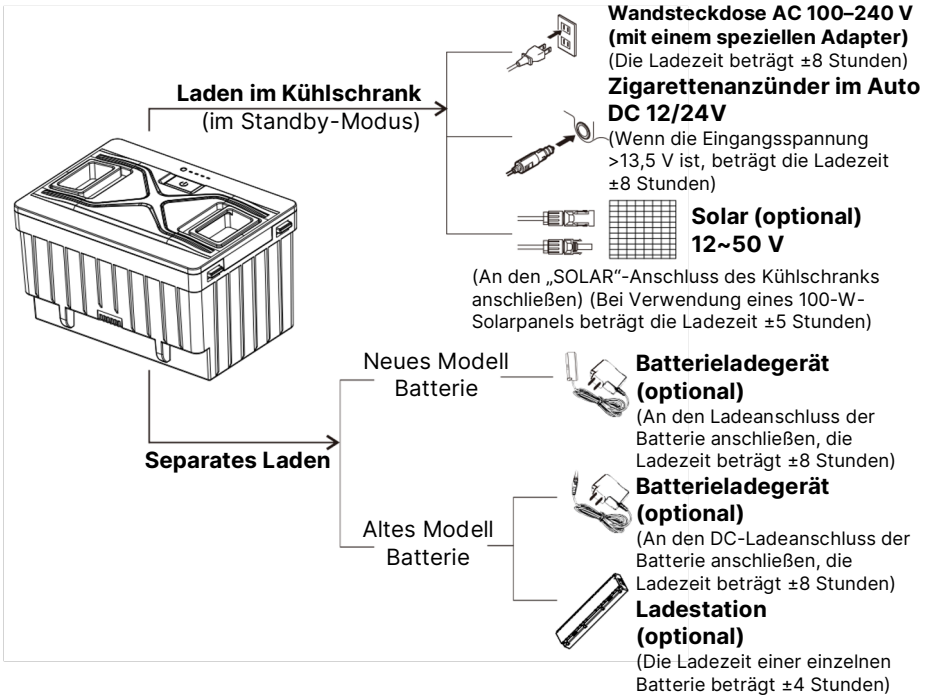 Wandsteckdose AC 100–240 V
(mit einem speziellen Adapter)
(Die Ladezeit beträgt ±8 Stunden)
Laden im Kühlschrank
(im Standby-Modus)
Zigarettenanzünder im Auto
DC 12/24V
(Wenn die Eingangsspannung
>13,5 V ist, beträgt die Ladezeit
±8 Stunden)
Solar (optional)
12~50 V
(An den „SOLAR“-Anschluss des Kühlschranks
anschließen) (Bei Verwendung eines 100-W-
Solarpanels beträgt die Ladezeit ±5 Stunden)
Separates Laden
Neues Modell
Batterie
Batterieladegerät
(optional)
(An den Ladeanschluss der
Batterie anschließen, die
Ladezeit beträgt ±8 Stunden)
Altes Modell
Batterie
Batterieladegerät
(optional)
(An den DC-Ladeanschluss der
Batterie anschließen, die
Ladezeit beträgt ±8 Stunden)
Ladestation
(optional)
(Die Ladezeit einer einzelnen
Batterie beträgt ±4 Stunden)